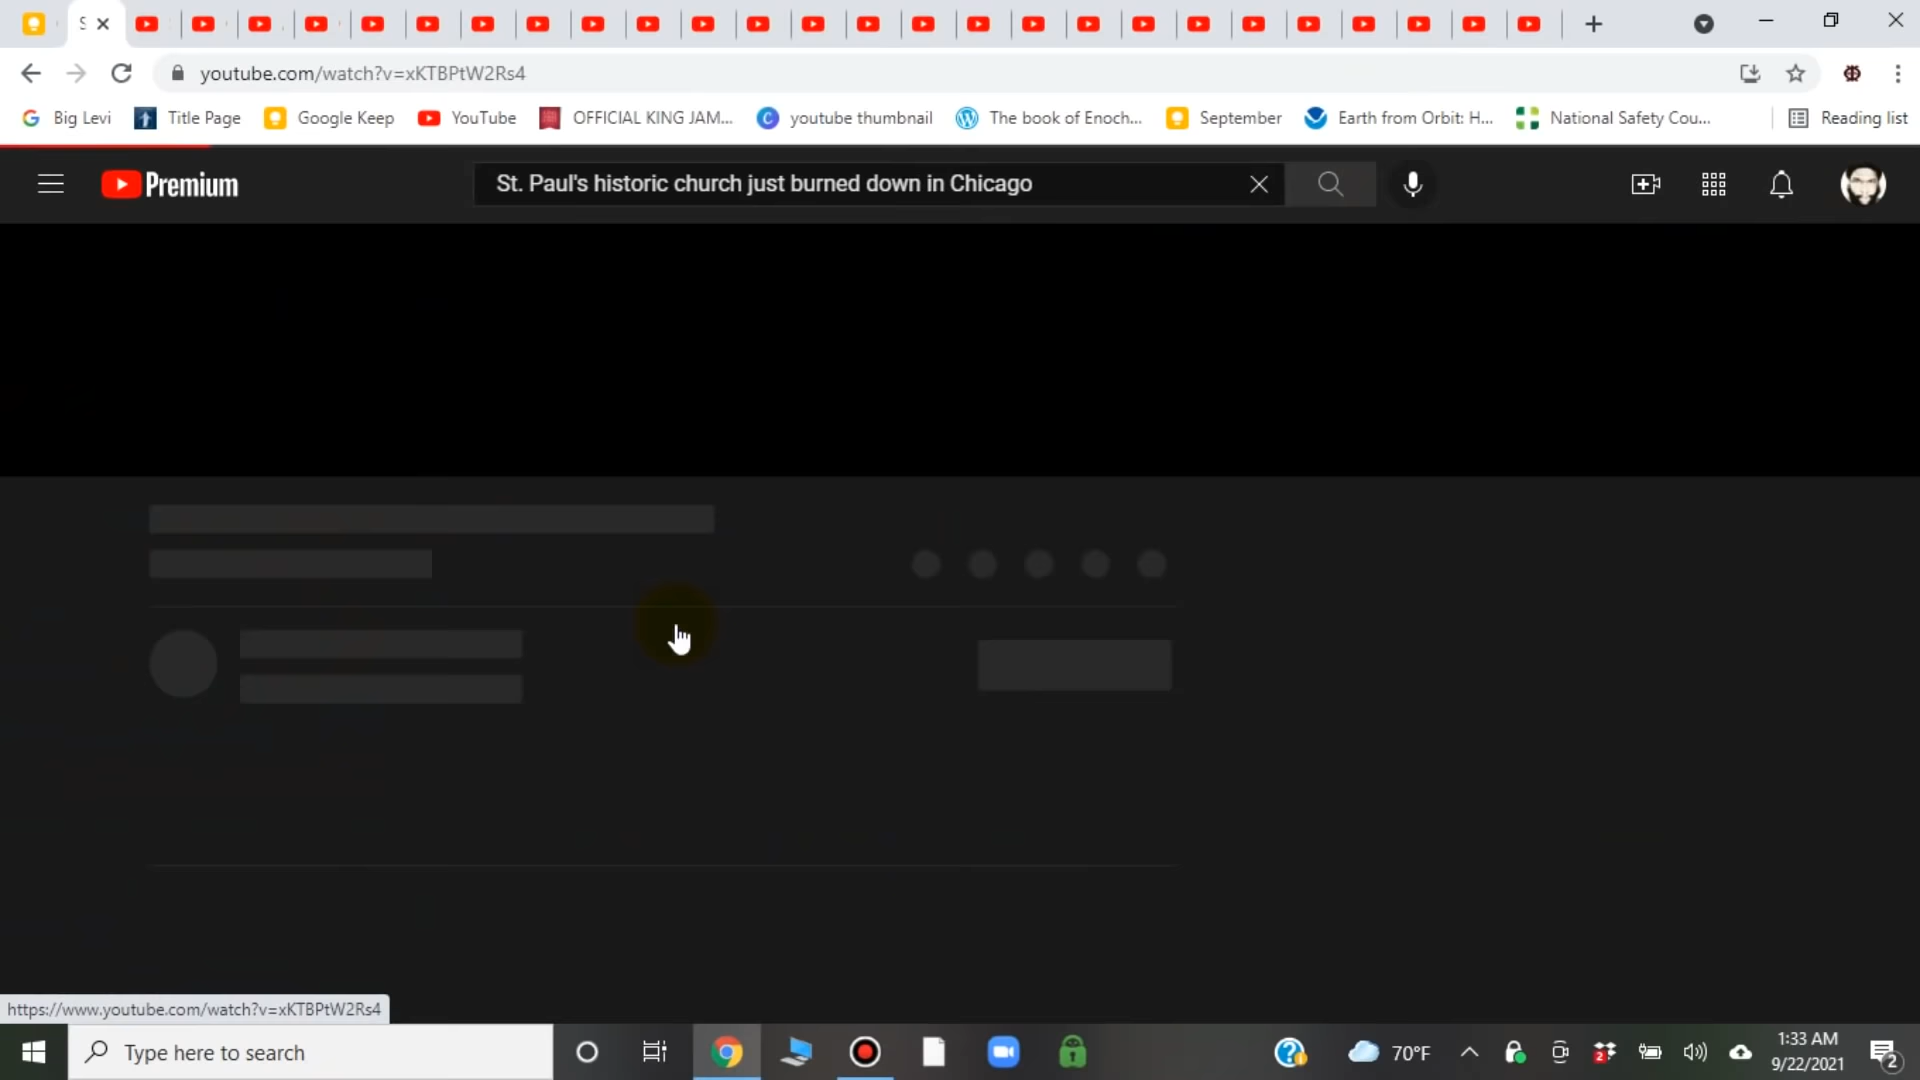 S
youtube.com/watch?v=xKTBPtW2Rs4
Big Levi
Title Page
Google Keep
YouTube
OFFICIAL KING JAM...
youtube thumbnail
The book of Enoch...
September
Earth from Orbit: H...
National Safety Cou...
Reading list
Premium
St. Paul's historic church just burned down in Chicago
https://www.youtube.com/watch?v=xKTBPtW2Rs4
Type here to search
70°F
2
1:33 AM
9/22/2021
2